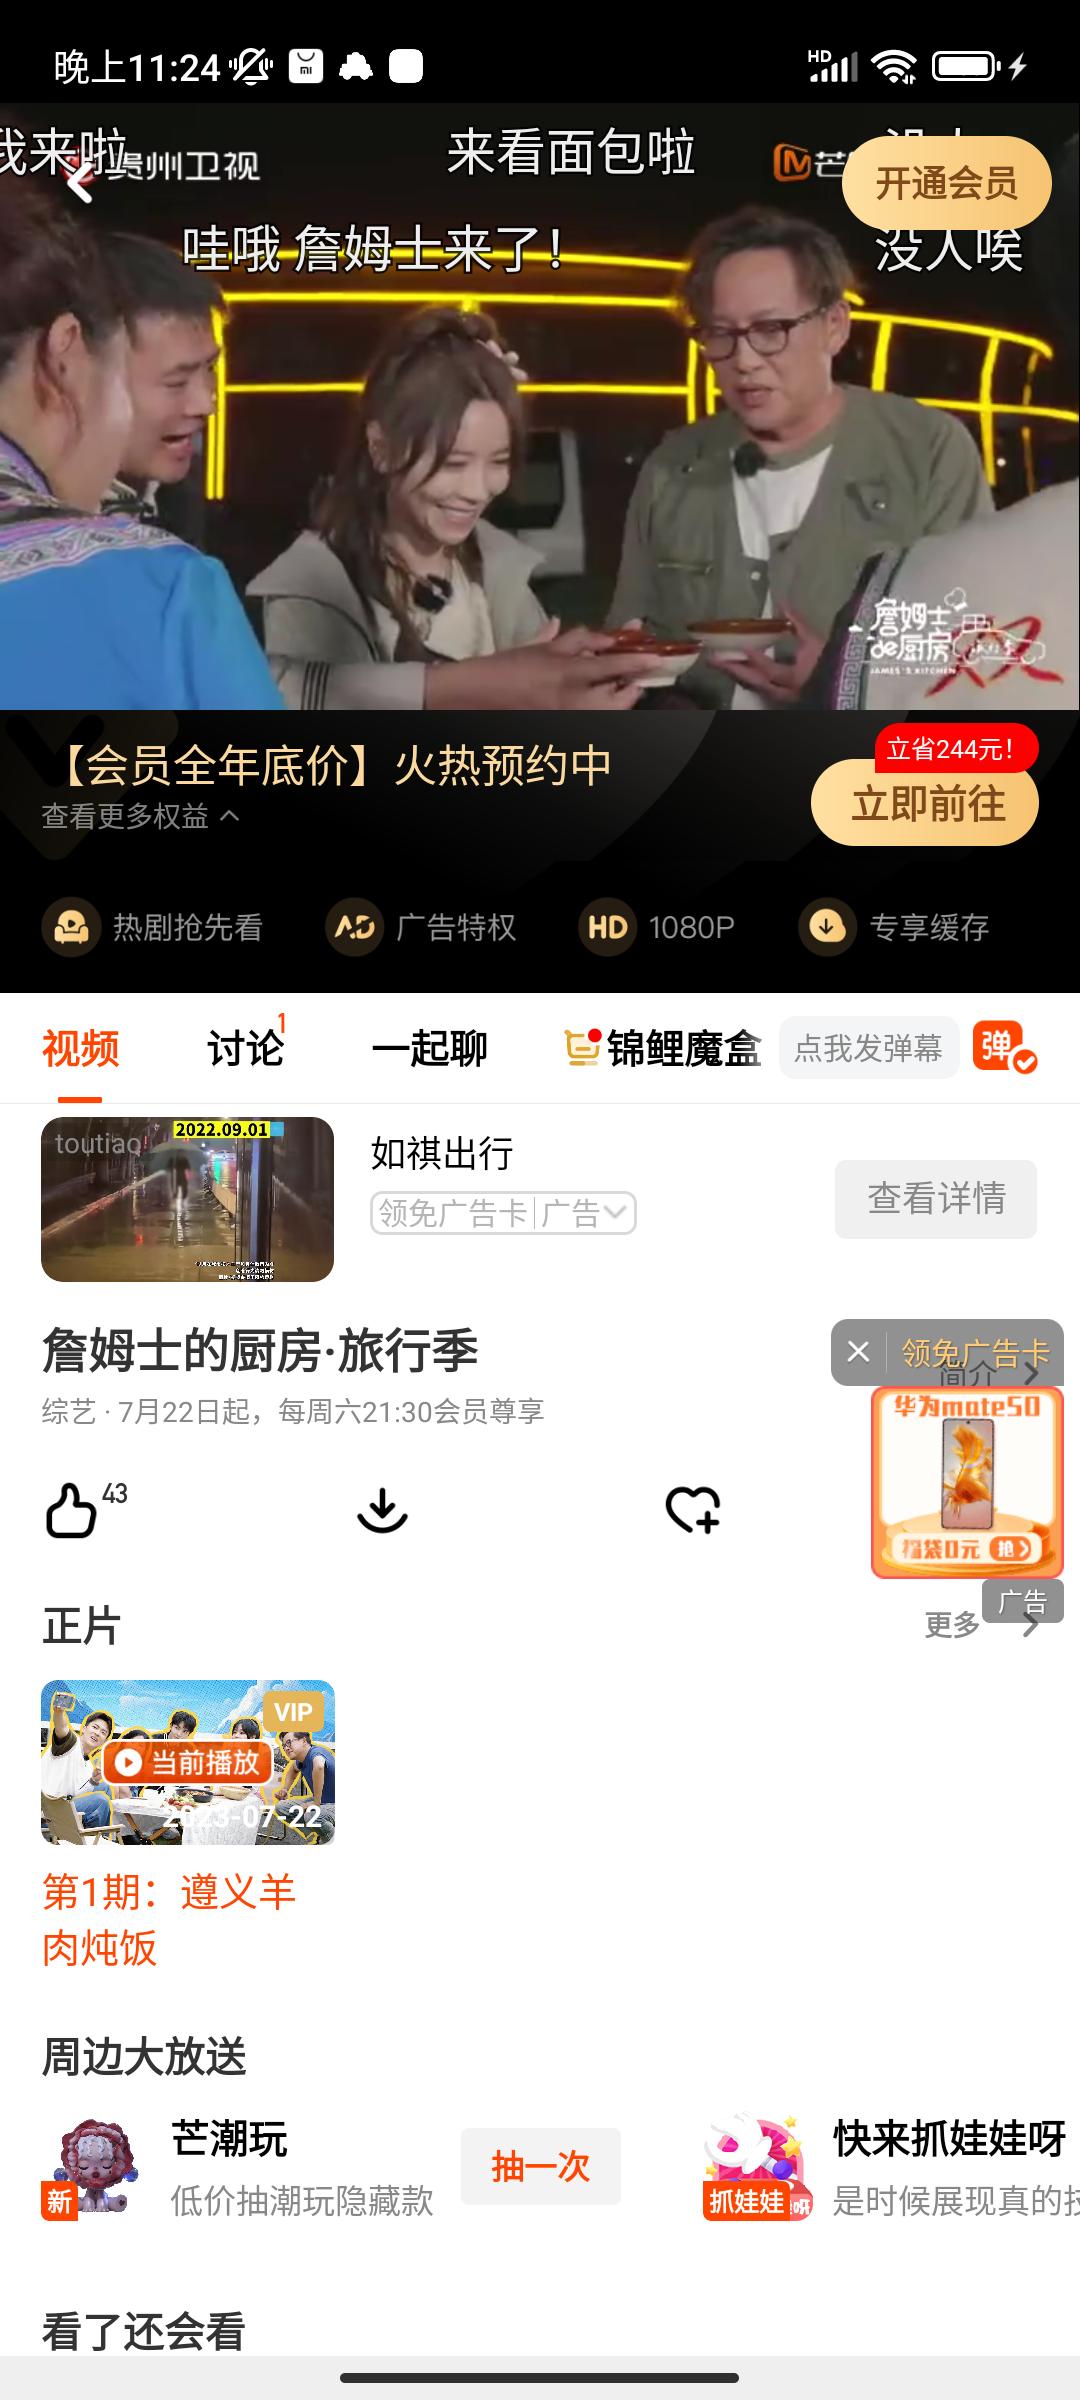 晚上11:24
HD
我来啦
来看面包啦
贵州卫视
开通会员
哇哦 詹姆士来了！
没人唉
詹姆士
de厨房
JAMES'S KITCHEN
【会员全年底价】火热预约中
立省244元！
立即前往
查看更多权益
热剧抢先看
AD 广告特权
HD 1080P
专享缓存
视频
讨论
1
一起聊
锦鲤魔盒
点我发弹幕
弹
toutiao
2022.09.01
如祺出行
领免广告卡
广告
查看详情
詹姆士的厨房·旅行季
领免广告卡
简介
综艺 · 7月22日起，每周六21:30会员尊享
华为mate50
福袋0元 抢
43
广告
正片
更多
VIP
当前播放
2023-07-22
第1期：遵义羊
肉炖饭
周边大放送
新
芒潮玩
低价抽潮玩隐藏款
抽一次
抓娃娃
快来抓娃娃呀
是时候展现真的
看了还会看